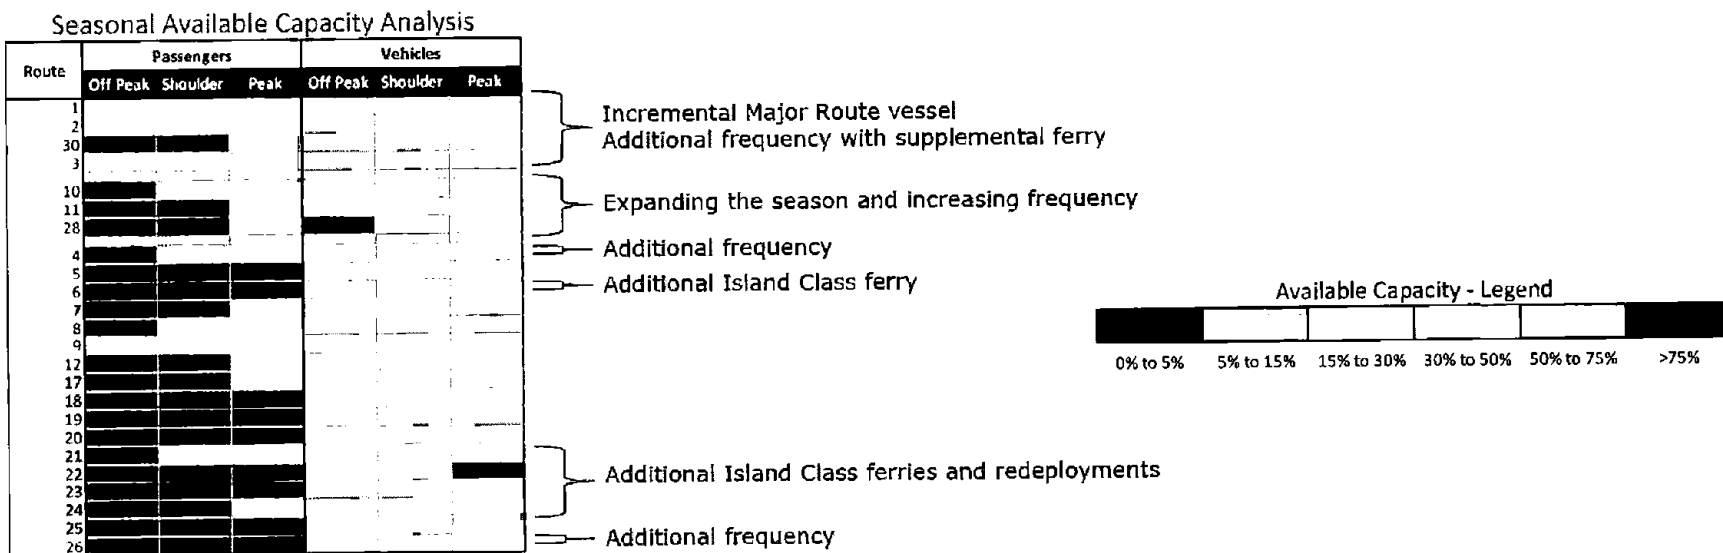 Seasonal Available Capacity Analysis
Route Passengers Vehicles
Off Peak Shoulder Peak Off Peak Shoulder Peak
1
2
30
3
10
11
28
4
5
6
7
8
9
12
17
18
19
20
21
22
23
24
25
26
Incremental Major Route vessel
Additional frequency with supplemental ferry
Expanding the season and increasing frequency
Additional frequency
Additional Island Class ferry
Additional Island Class ferries and redeployments
Additional frequency
Available Capacity - Legend
0% to 5% 5% to 15% 15% to 30% 30% to 50% 50% to 75% >75%